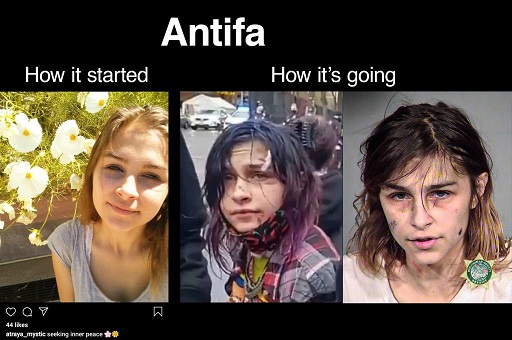 Antifa
How it started
How it's going
44 likes
atraya_mystic seeking inner peace 🌸🌼